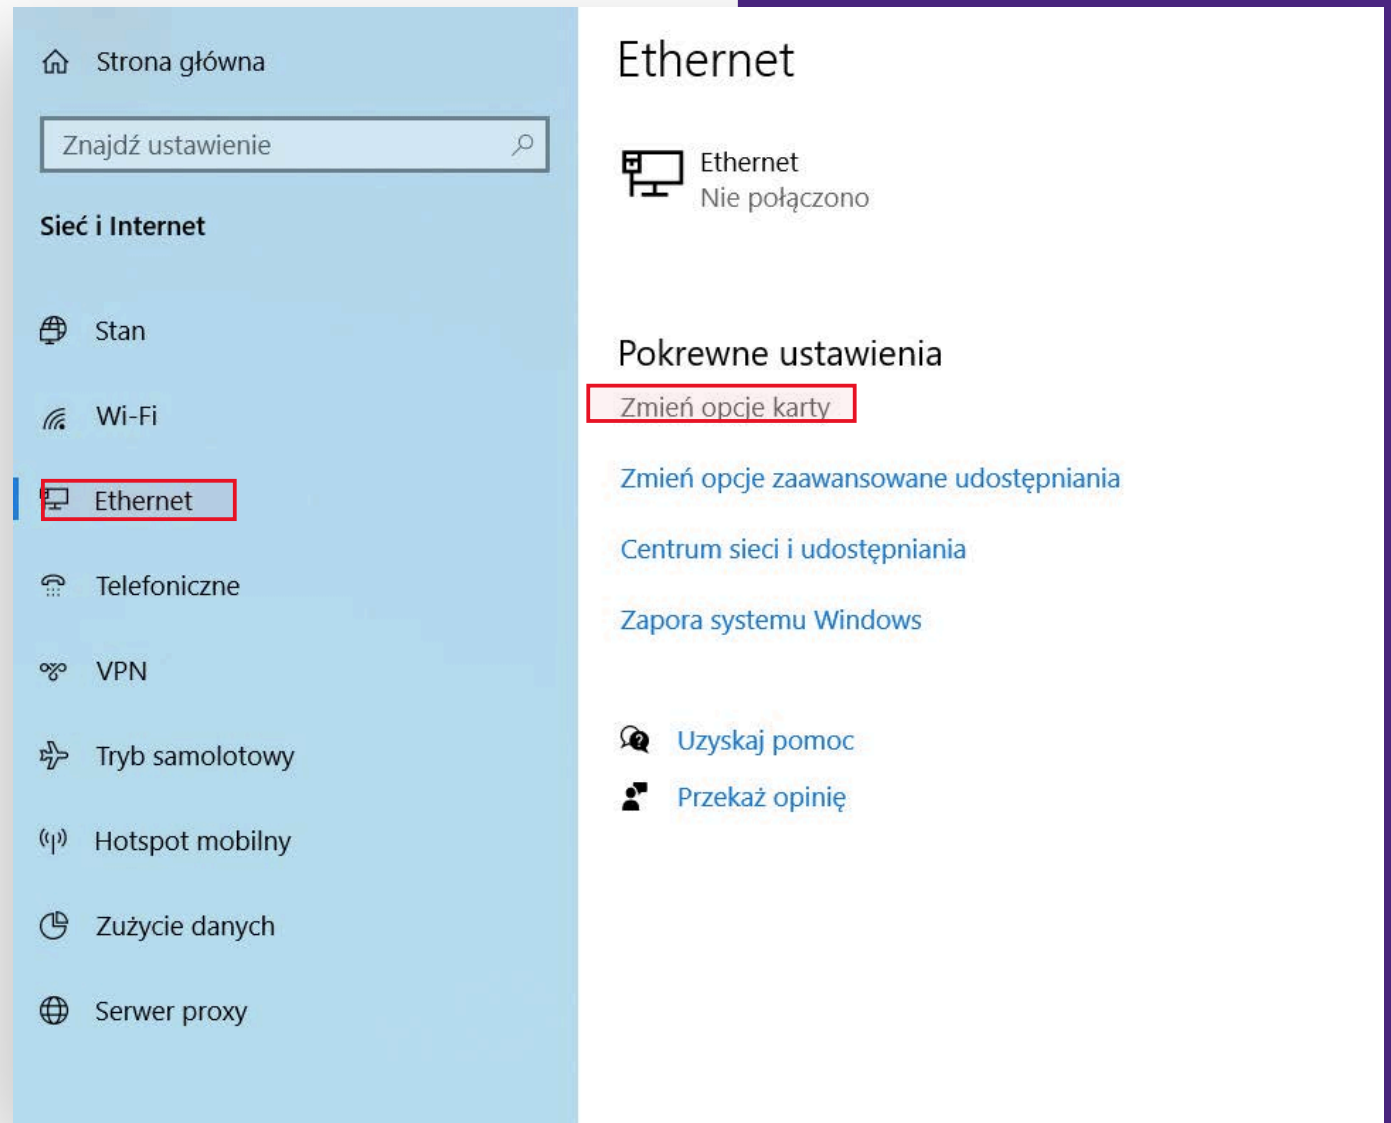 Strona główna
Znajdź ustawienie
Sieć i Internet
Stan
Wi-Fi
Ethernet
Telefoniczne
VPN
Tryb samolotowy
Hotspot mobilny
Zużycie danych
Serwer proxy
Ethernet
Ethernet
Nie połączono
Pokrewne ustawienia
Zmień opcje karty
Zmień opcje zaawansowane udostępniania
Centrum sieci i udostępniania
Zapora systemu Windows
Uzyskaj pomoc
Przekaż opinię